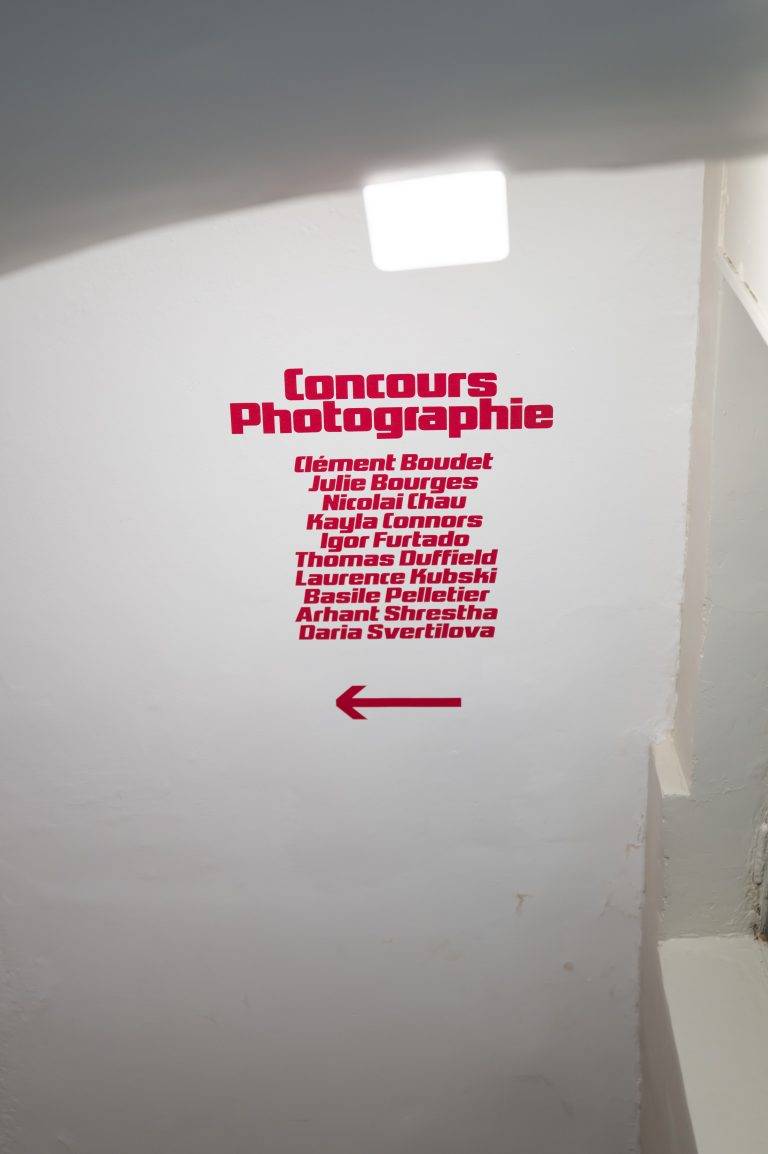 Concours
Photographie
Clément Boudet
Julie Bourges
Nicolai Chau
Kayla Connors
Igor Furtado
Thomas Duffield
Laurence Kubski
Basile Pelletier
Arhant Shrestha
Daria Svertilova